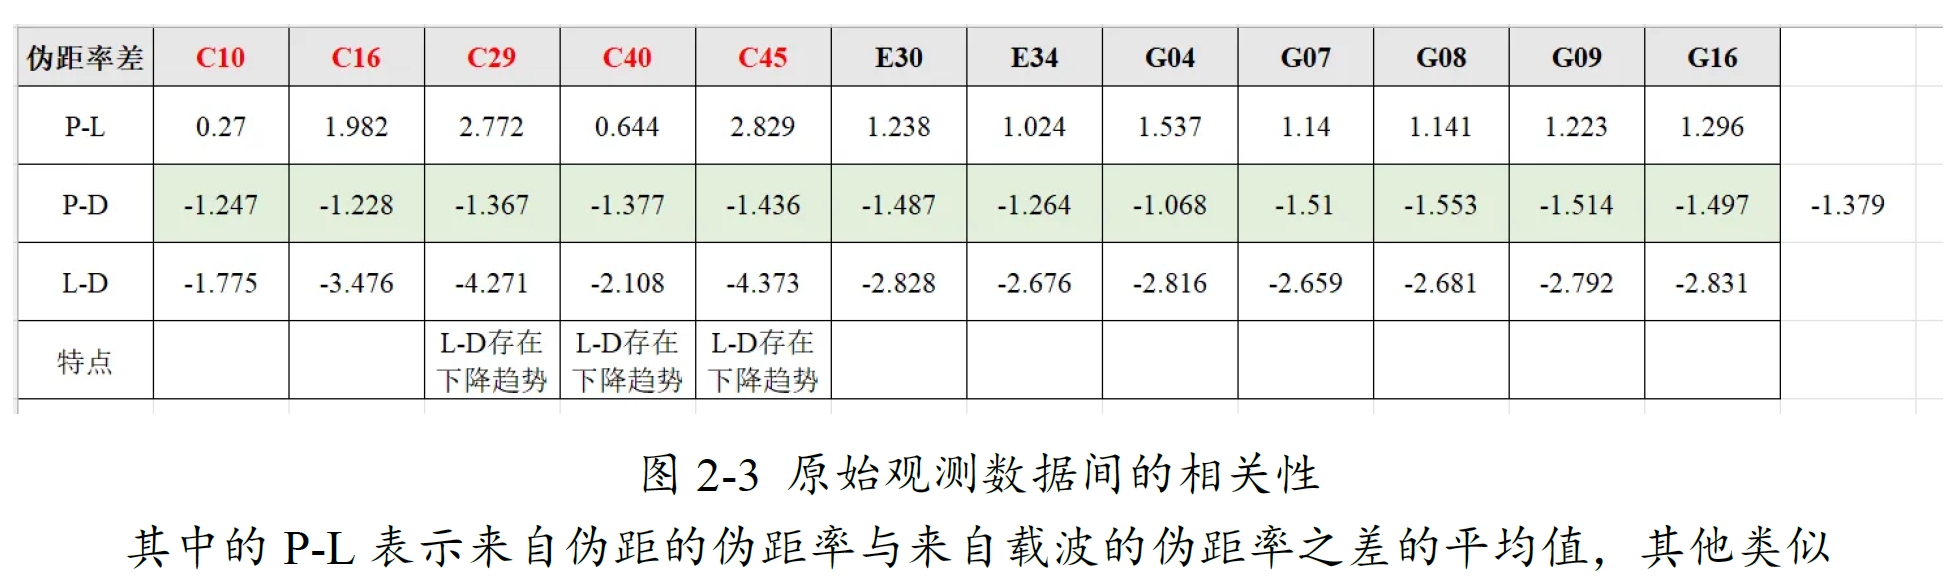 伪距率差 C10 C16 C29 C40 C45 E30 E34 G04 G07 G08 G09 G16
P-L 0.27 1.982 2.772 0.644 2.829 1.238 1.024 1.537 1.14 1.141 1.223 1.296
P-D -1.247 -1.228 -1.367 -1.377 -1.436 -1.487 -1.264 -1.068 -1.51 -1.553 -1.514 -1.497 -1.379
L-D -1.775 -3.476 -4.271 -2.108 -4.373 -2.828 -2.676 -2.816 -2.659 -2.681 -2.792 -2.831
特点 L-D存在 L-D存在 L-D存在
下降趋势 下降趋势 下降趋势
图 2-3 原始观测数据间的相关性
其中的 P-L 表示来自伪距的伪距率与来自载波的伪距率之差的平均值，其他类似